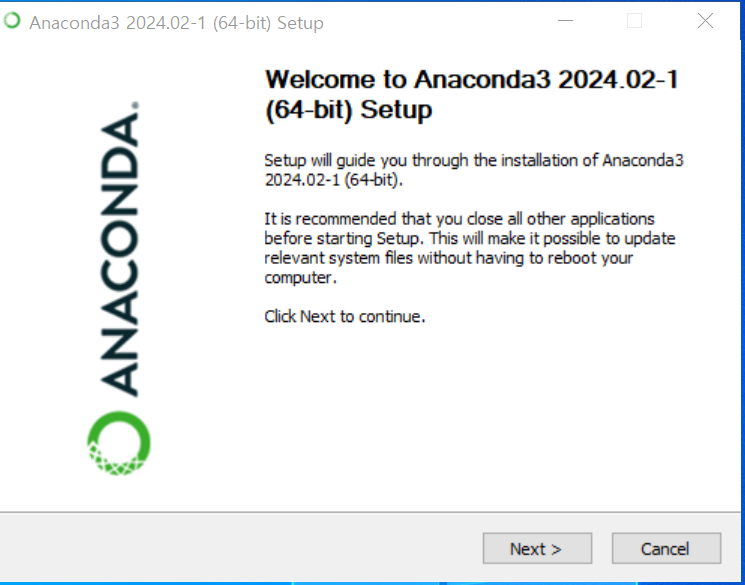 Anaconda3 2024.02-1 (64-bit) Setup
ANACONDA.
Welcome to Anaconda3 2024.02-1
(64-bit) Setup
Setup will guide you through the installation of Anaconda3
2024.02-1 (64-bit).
It is recommended that you close all other applications
before starting Setup. This will make it possible to update
relevant system files without having to reboot your
computer.
Click Next to continue.
Next >
Cancel